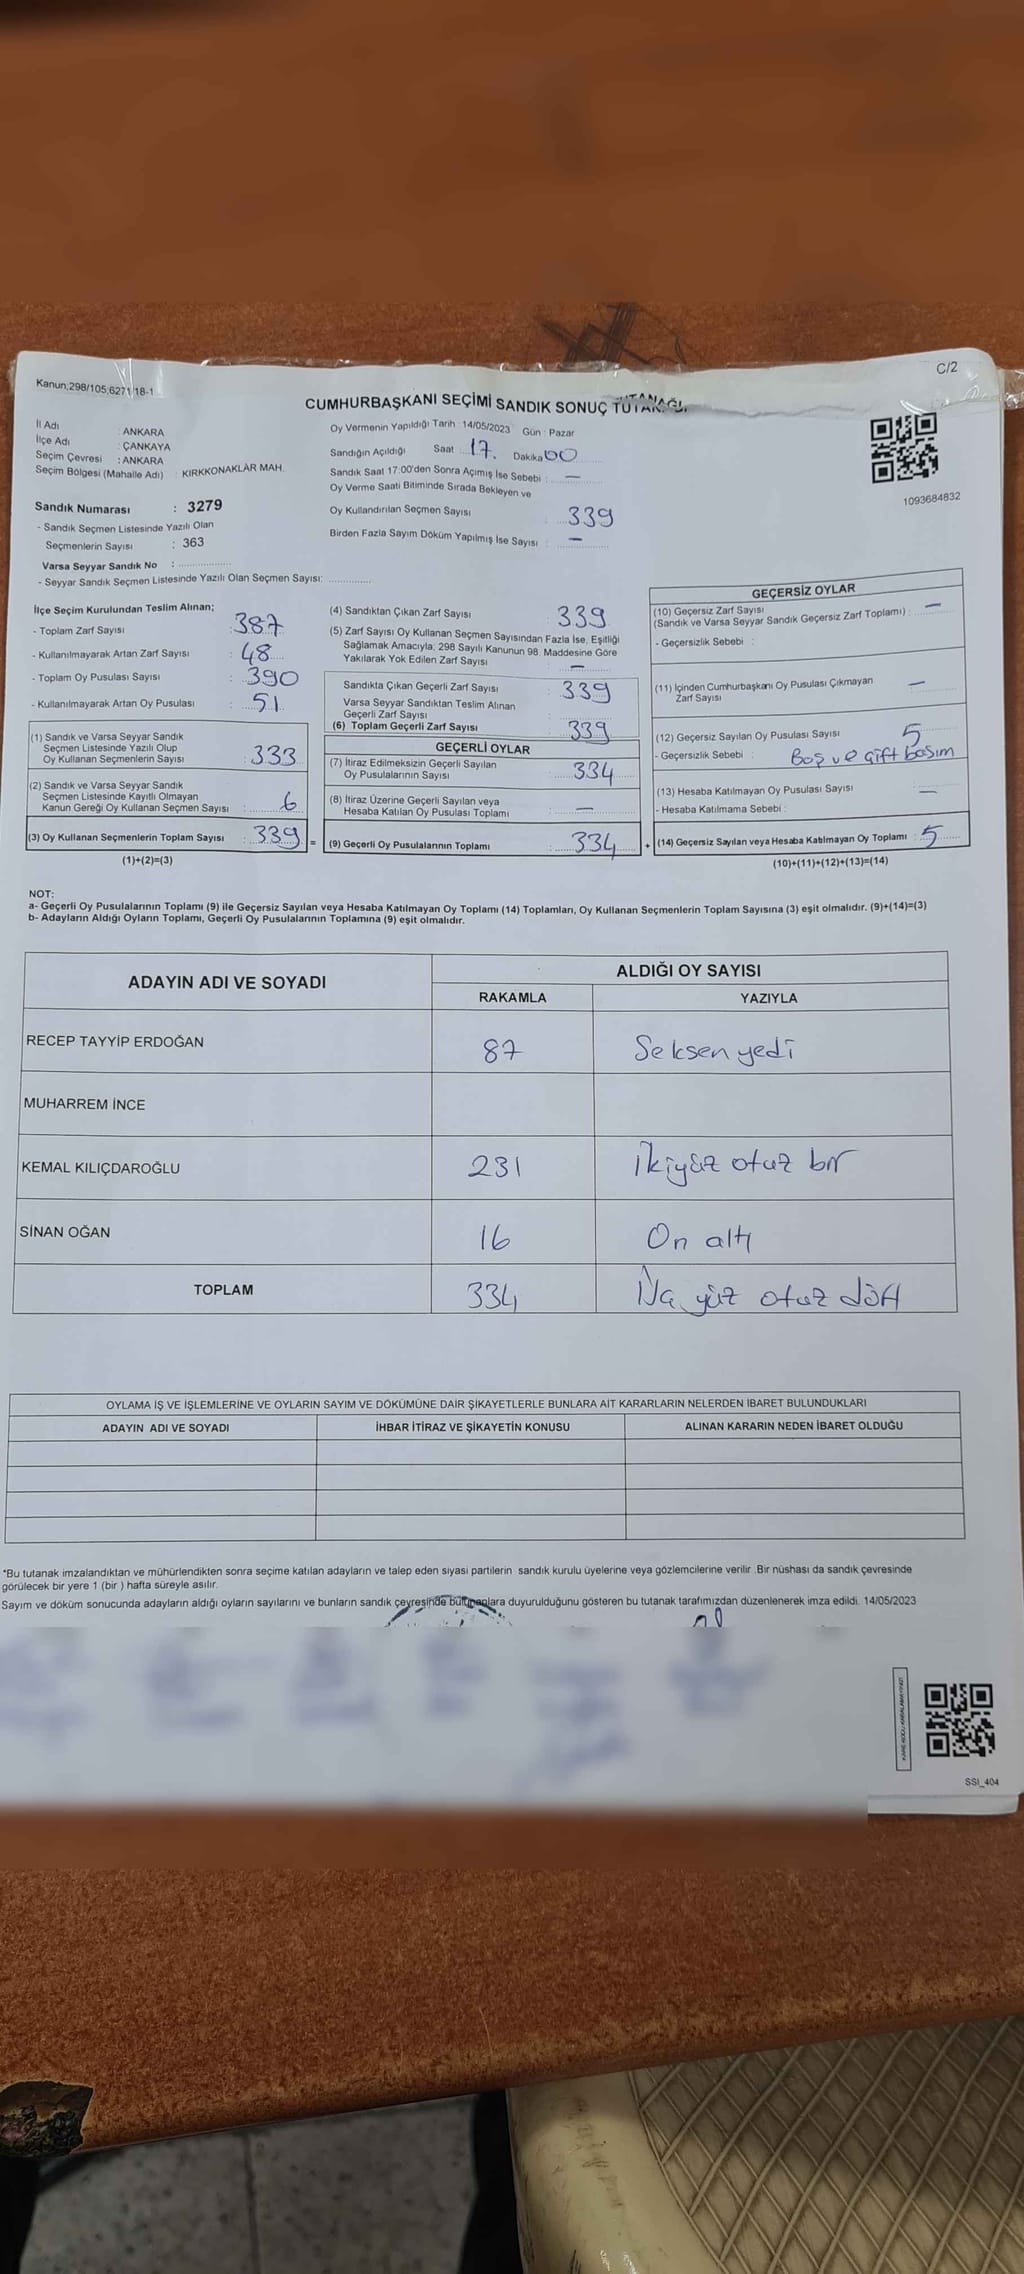 C/2
Kanun;298/105;6271/18-1
CUMHURBAŞKANI SEÇİMİ SANDIK SONUÇ TUTANAĞI
İl Adı : ANKARA
İlçe Adı : ÇANKAYA
Seçim Çevresi : ANKARA
Seçim Bölgesi (Mahalle Adı) : KIRKKONAKLAR MAH.
Sandık Numarası : 3279
- Sandık Seçmen Listesinde Yazılı Olan
Seçmenlerin Sayısı : 363
Varsa Seyyar Sandık No :
- Seyyar Sandık Seçmen Listesinde Yazılı Olan Seçmen Sayısı:
Oy Vermenin Yapıldığı Tarih : 14/05/2023 Gün : Pazar
Sandığın Açıldığı Saat 17. Dakika 00
Sandık Saat 17:00'den Sonra Açımış İse Sebebi : —
Oy Verme Saati Bitiminde Sırada Bekleyen ve
Oy Kullandırılan Seçmen Sayısı : 339
Birden Fazla Sayım Döküm Yapılmış İse Sayısı : —
1093684832
İlçe Seçim Kurulundan Teslim Alınan;
- Toplam Zarf Sayısı : 387
- Kullanılmayarak Artan Zarf Sayısı : 48
- Toplam Oy Pusulası Sayısı : 390
- Kullanılmayarak Artan Oy Pusulası : 51
(1) Sandık ve Varsa Seyyar Sandık
Seçmen Listesinde Yazılı Olup
Oy Kullanan Seçmenlerin Sayısı : 333
(2) Sandık ve Varsa Seyyar Sandık
Seçmen Listesinde Kayıtlı Olmayan
Kanun Gereği Oy Kullanan Seçmen Sayısı : 6
(3) Oy Kullanan Seçmenlerin Toplam Sayısı : 339 =
(1)+(2)=(3)
(4) Sandıktan Çıkan Zarf Sayısı : 339
(5) Zarf Sayısı Oy Kullanan Seçmen Sayısından Fazla İse, Eşitliği
Sağlamak Amacıyla, 298 Sayılı Kanunun 98. Maddesine Göre
Yakılarak Yok Edilen Zarf Sayısı : —
Sandıkta Çıkan Geçerli Zarf Sayısı : 339
Varsa Seyyar Sandıktan Teslim Alınan
Geçerli Zarf Sayısı :
(6) Toplam Geçerli Zarf Sayısı : 339
GEÇERLİ OYLAR
(7) İtiraz Edilmeksizin Geçerli Sayılan
Oy Pusulalarının Sayısı : 334
(8) İtiraz Üzerine Geçerli Sayılan veya
Hesaba Katılan Oy Pusulası Toplamı : —
(9) Geçerli Oy Pusulalarının Toplamı : 334 +
GEÇERSİZ OYLAR
(10) Geçersiz Zarf Sayısı
(Sandık ve Varsa Seyyar Sandık Geçersiz Zarf Toplamı) : —
- Geçersizlik Sebebi :
(11) İçinden Cumhurbaşkanı Oy Pusulası Çıkmayan
Zarf Sayısı : —
(12) Geçersiz Sayılan Oy Pusulası Sayısı : 5
- Geçersizlik Sebebi : Boş ve Çift basım
(13) Hesaba Katılmayan Oy Pusulası Sayısı : —
- Hesaba Katılmama Sebebi :
(14) Geçersiz Sayılan veya Hesaba Katılmayan Oy Toplamı : 5
(10)+(11)+(12)+(13)=(14)
NOT:
a- Geçerli Oy Pusulalarının Toplamı (9) ile Geçersiz Sayılan veya Hesaba Katılmayan Oy Toplamı (14) Toplamları, Oy Kullanan Seçmenlerin Toplam Sayısına (3) eşit olmalıdır. (9)+(14)=(3)
b- Adayların Aldığı Oyların Toplamı, Geçerli Oy Pusulalarının Toplamına (9) eşit olmalıdır.
ADAYIN ADI VE SOYADI ALDIĞI OY SAYISI
RAKAMLA YAZIYLA
RECEP TAYYİP ERDOĞAN 87 Seksen yedi
MUHARREM İNCE
KEMAL KILIÇDAROĞLU 231 İkiyüz otuz bir
SİNAN OĞAN 16 On altı
TOPLAM 334 yüz otuz dört
OYLAMA İŞ VE İŞLEMLERİNE VE OYLARIN SAYIM VE DÖKÜMÜNE DAİR ŞİKAYETLERLE BUNLARA AİT KARARLARIN NELERDEN İBARET BULUNDUKLARI
ADAYIN ADI VE SOYADI İHBAR İTİRAZ VE ŞİKAYETİN KONUSU ALINAN KARARIN NEDEN İBARET OLDUĞU
*Bu tutanak imzalandıktan ve mühürlendikten sonra seçime katılan adayların ve talep eden siyasi partilerin sandık kurulu üyelerine veya gözlemcilerine verilir .Bir nüshası da sandık çevresinde
görülecek bir yere 1 (bir ) hafta süreyle asılır.
Sayım ve döküm sonucunda adayların aldığı oyların sayılarını ve bunların sandık çevresinde bulunanlara duyurulduğunu gösteren bu tutanak tarafımızdan düzenlenerek imza edildi. 14/05/2023
SSI_404